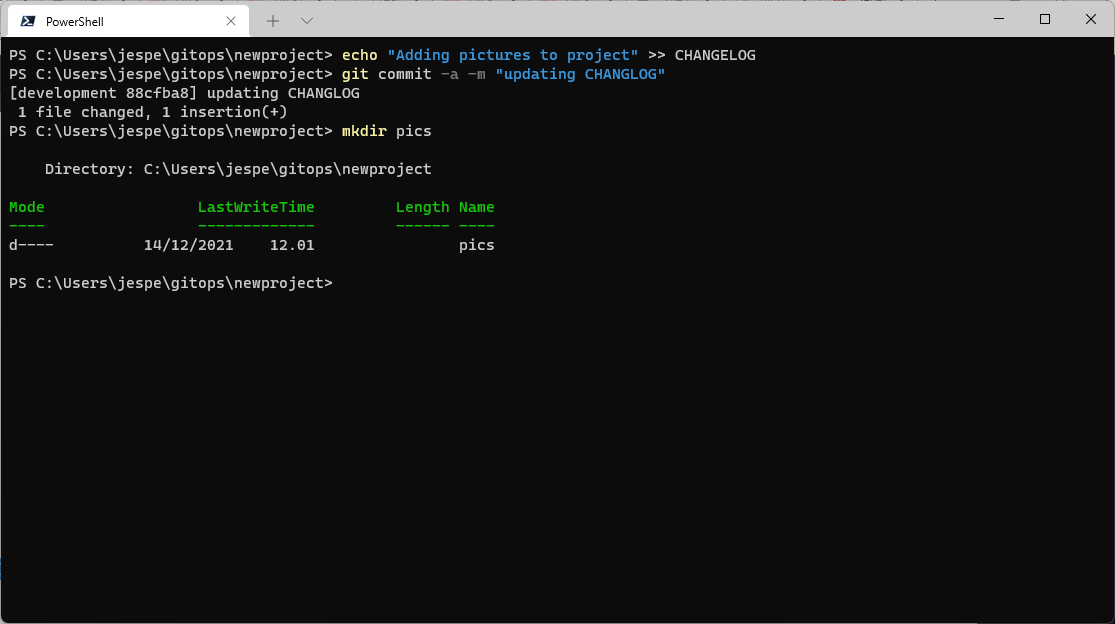 PowerShell
PS C:\Users\jespe\gitops\newproject> echo "Adding pictures to project" >> CHANGELOG
PS C:\Users\jespe\gitops\newproject> git commit -a -m "updating CHANGLOG"
[development 88cfba8] updating CHANGLOG
 1 file changed, 1 insertion(+)
PS C:\Users\jespe\gitops\newproject> mkdir pics
    Directory: C:\Users\jespe\gitops\newproject
Mode                 LastWriteTime         Length Name
----                 -------------         ------ ----
d----          14/12/2021    12.01                pics
PS C:\Users\jespe\gitops\newproject>